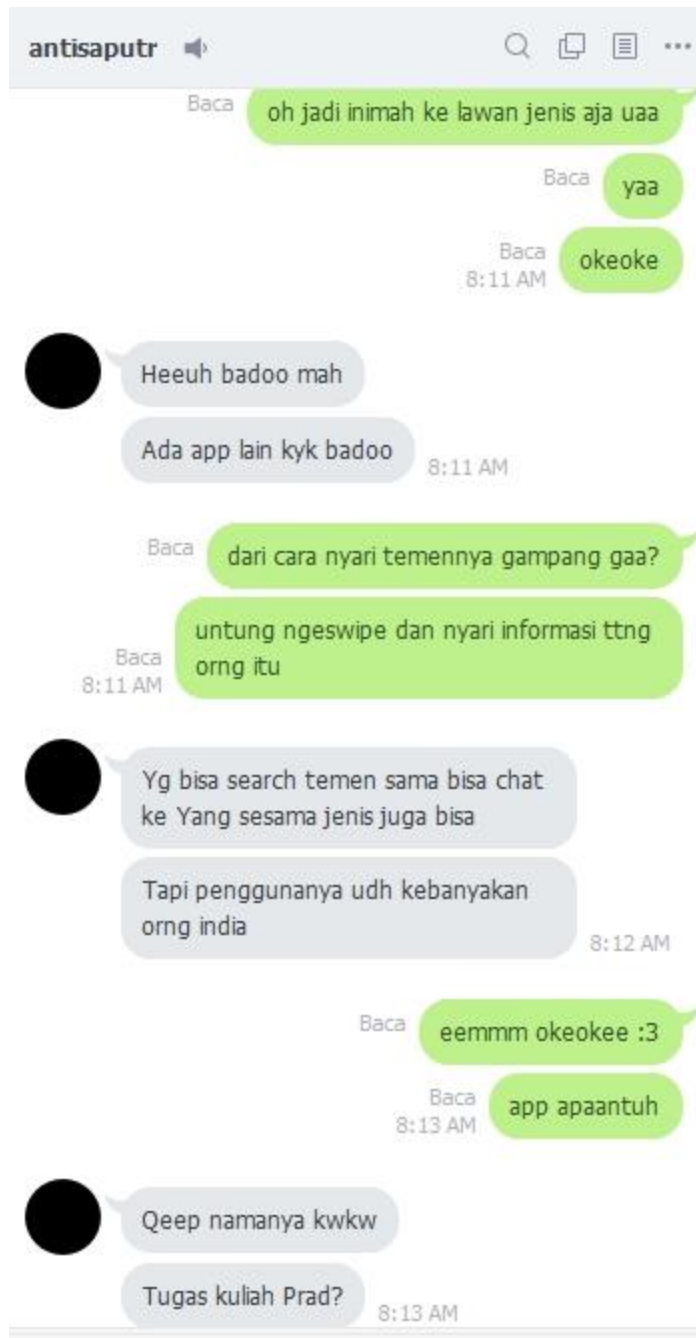 antisaputr
Baca
oh jadi inimah ke lawan jenis aja uaa
Baca
yaa
Baca
8:11 AM
okeoke
Heeuh badoo mah
Ada app lain kyk badoo
8:11 AM
Baca
dari cara nyari temennya gampang gaa?
untung ngeswipe dan nyari informasi ttng
orng itu
Baca
8:11 AM
Yg bisa search temen sama bisa chat
ke Yang sesama jenis juga bisa
Tapi penggunanya udh kebanyakan
orng india
8:12 AM
Baca
eemmm okeokee :3
Baca
8:13 AM
app apaantuh
Qeep namanya kwkw
Tugas kuliah Prad?
8:13 AM